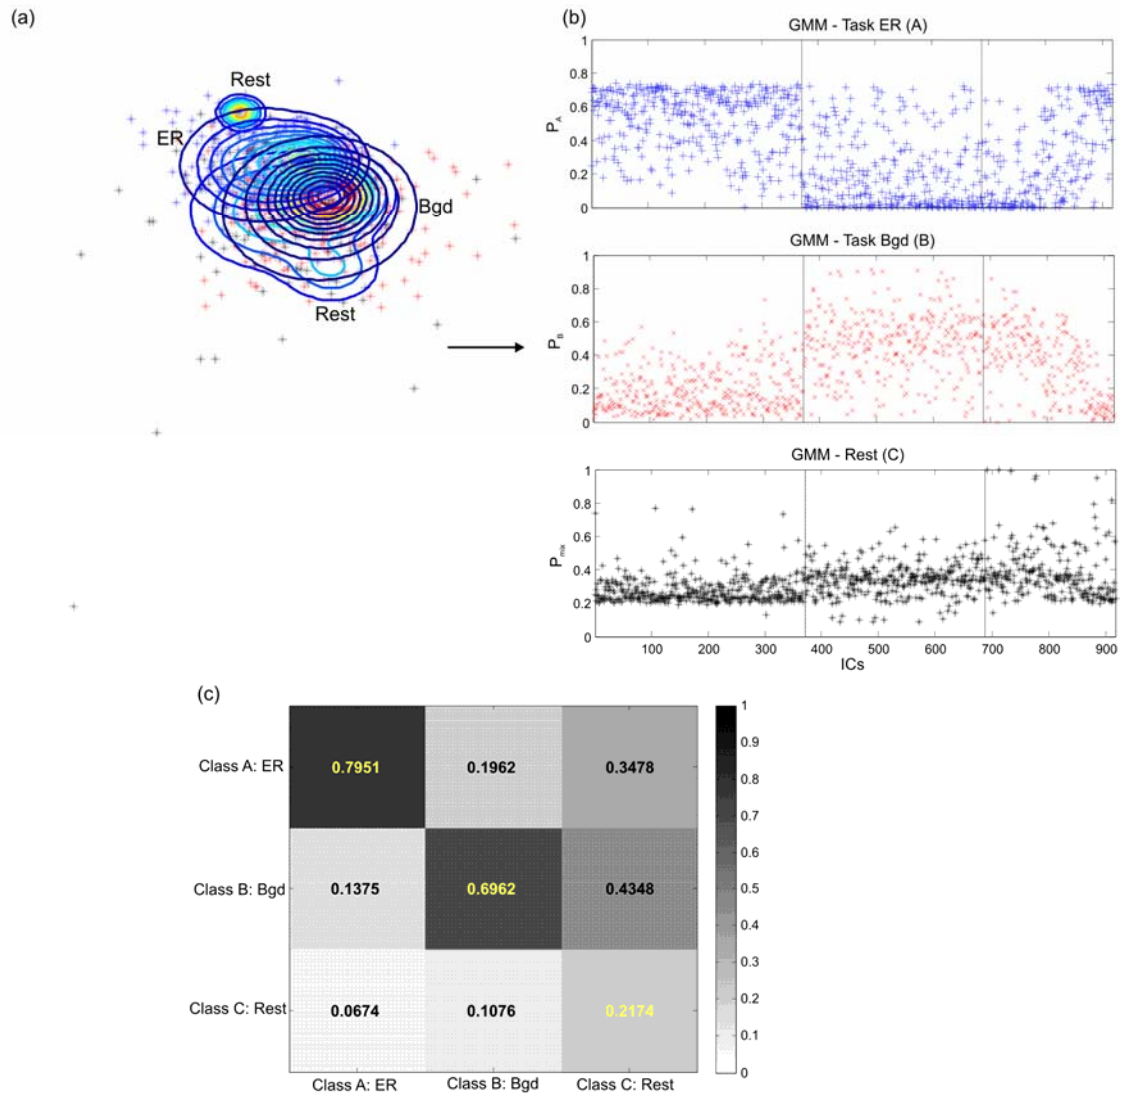 (a)
Rest
ER
Bgd
Rest
(b)
GMM - Task ER (A)
1
0.8
0.6
0.4
0.2
0
P_A
GMM - Task Bgd (B)
1
0.8
0.6
0.4
0.2
0
P_B
GMM - Rest (C)
1
0.8
0.6
0.4
0.2
0
P_mix
100 200 300 400 500 600 700 800 900
ICs
(c)
Class A: ER 0.7951 0.1962 0.3478
Class B: Bgd 0.1375 0.6962 0.4348
Class C: Rest 0.0674 0.1076 0.2174
Class A: ER Class B: Bgd Class C: Rest
1
0.9
0.8
0.7
0.6
0.5
0.4
0.3
0.2
0.1
0